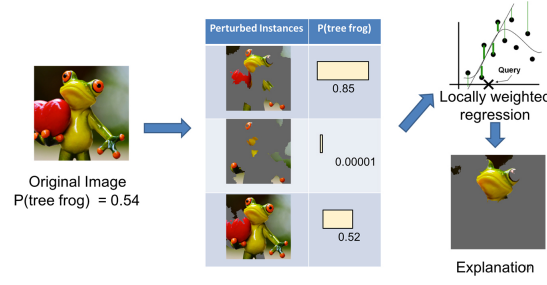 Original Image
P(tree frog) = 0.54
Perturbed Instances
P(tree frog)
0.85
0.00001
0.52
Query
Locally weighted
regression
Explanation